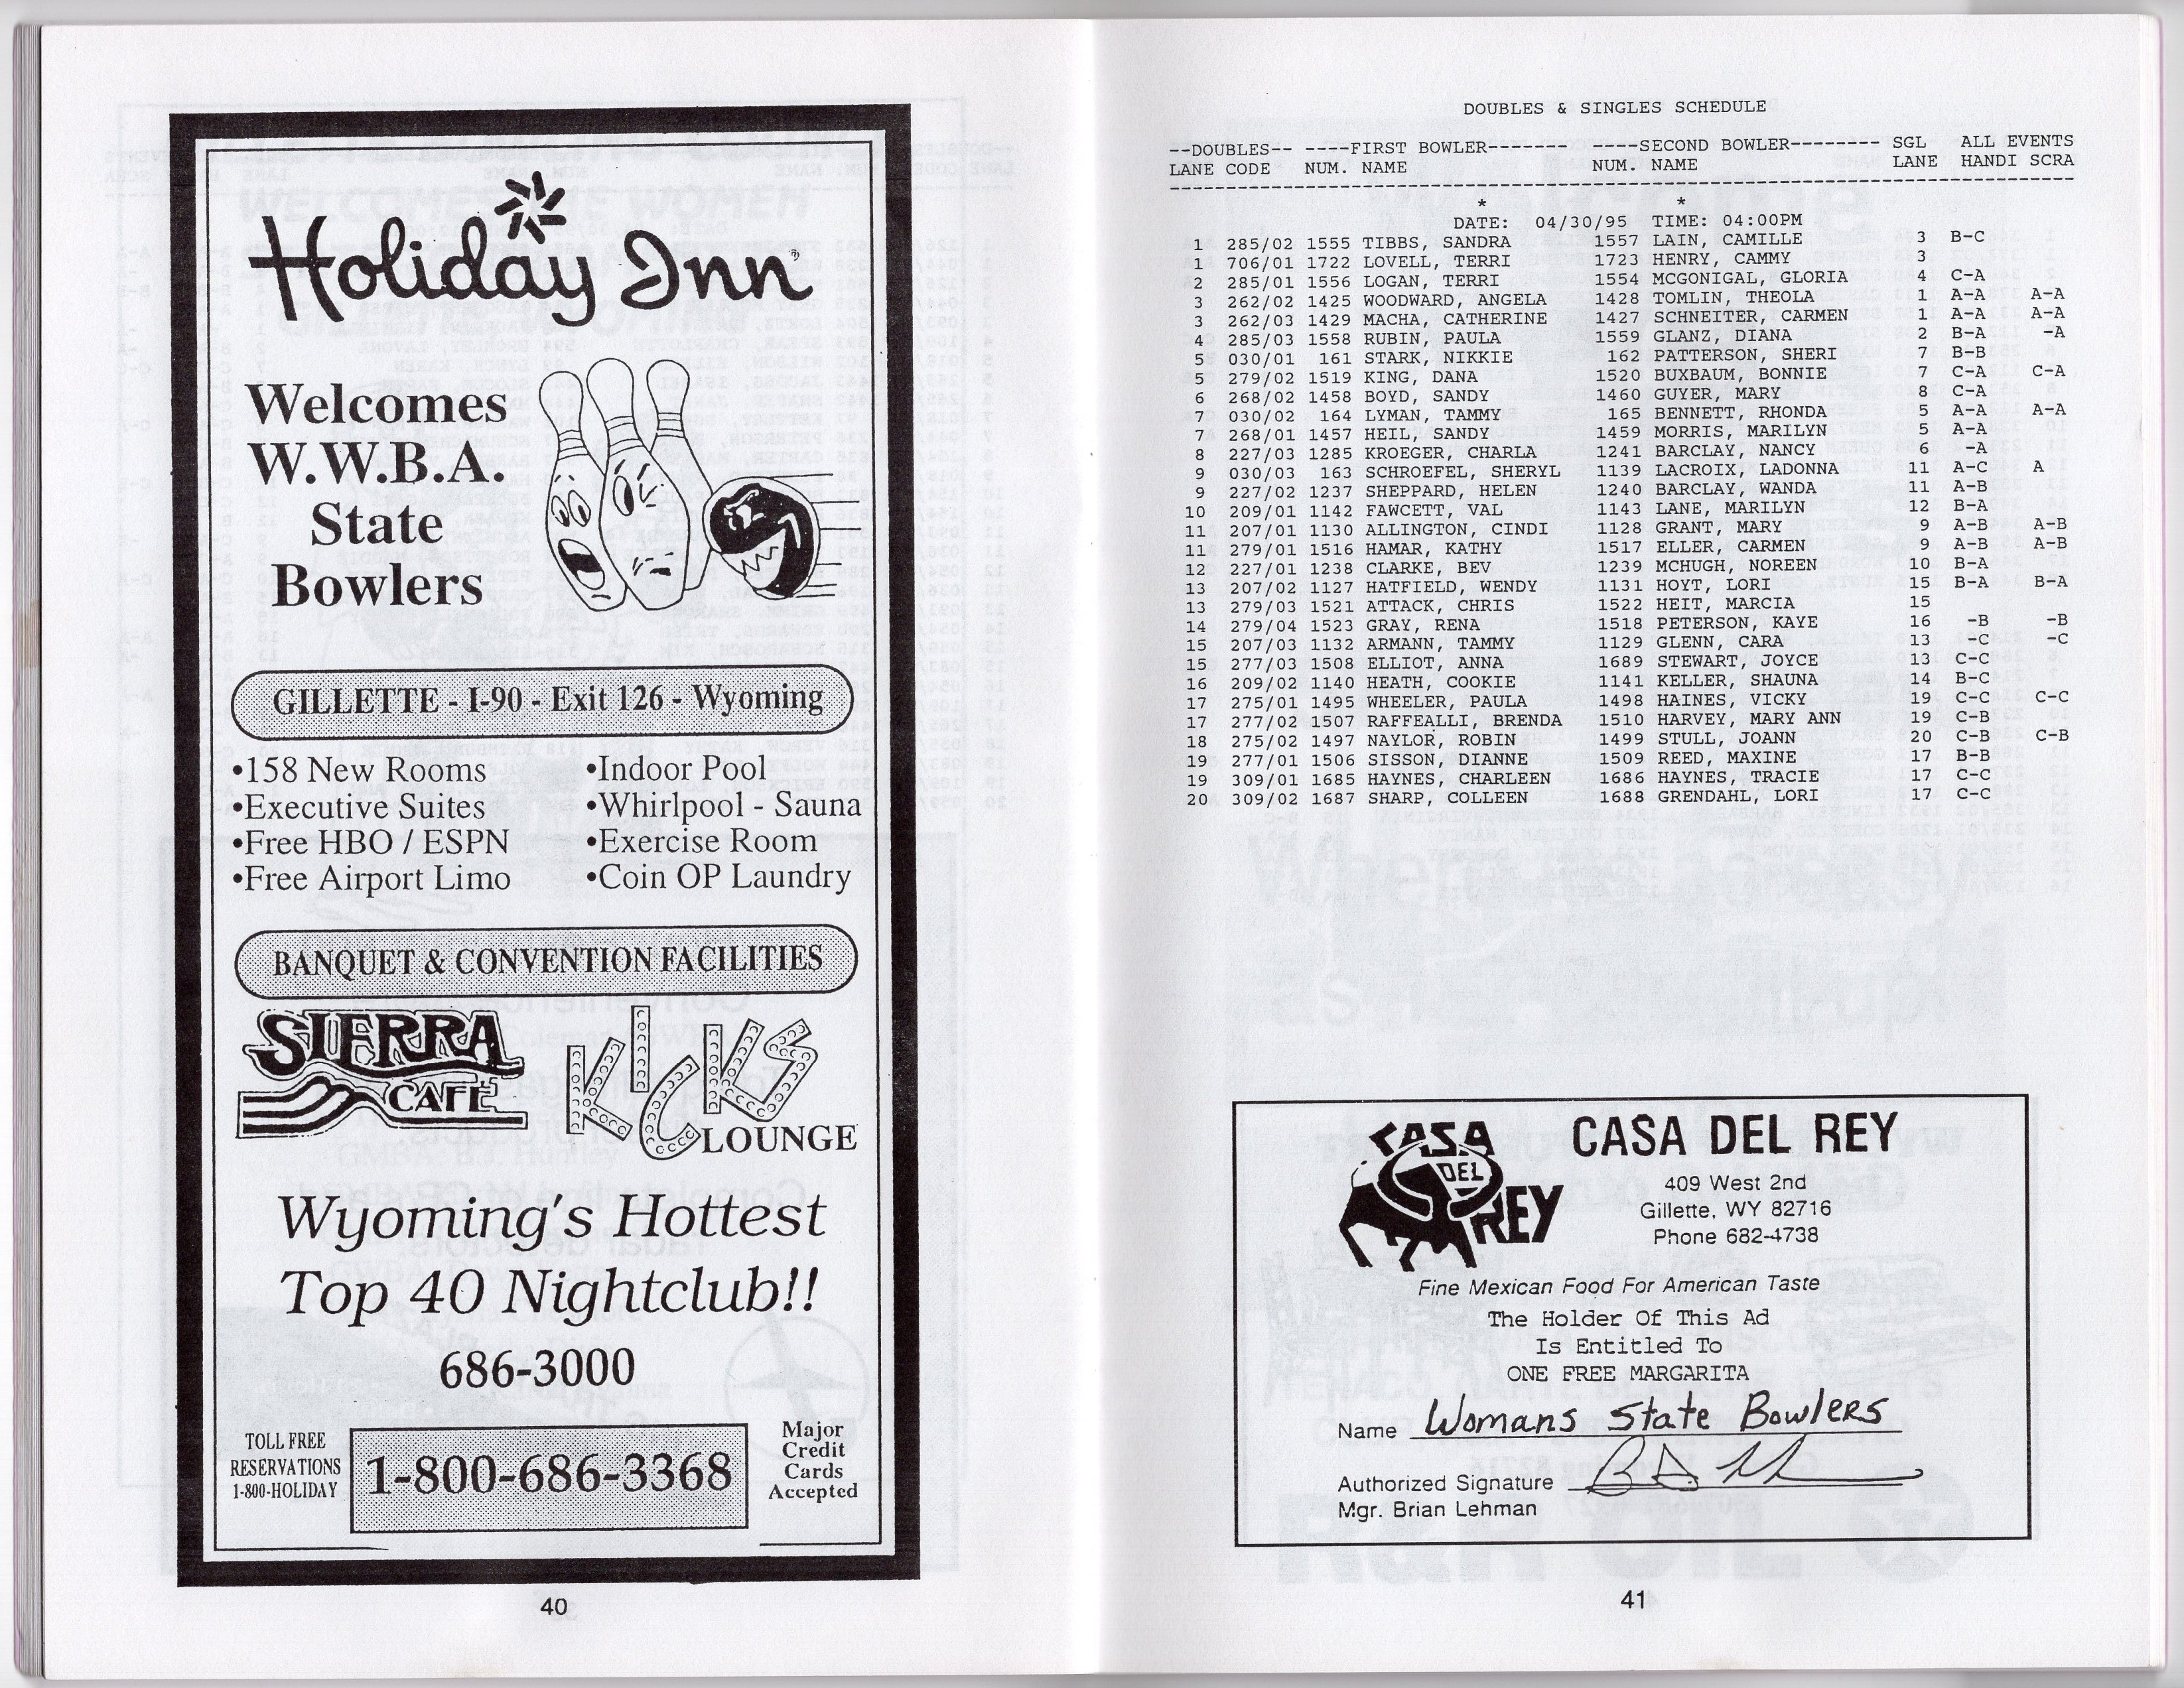 Holiday Inn®
Welcomes
W.W.B.A.
State
Bowlers
GILLETTE - I-90 - Exit 126 - Wyoming
•158 New Rooms
•Executive Suites
•Free HBO / ESPN
•Free Airport Limo
•Indoor Pool
•Whirlpool - Sauna
•Exercise Room
•Coin OP Laundry
BANQUET & CONVENTION FACILITIES
SIERRA
CAFE
KICKS
LOUNGE
Wyoming's Hottest
Top 40 Nightclub!!
686-3000
TOLL FREE
RESERVATIONS
1-800-HOLIDAY
1-800-686-3368
Major
Credit
Cards
Accepted
40
DOUBLES & SINGLES SCHEDULE
--DOUBLES-- ----FIRST BOWLER------- ----SECOND BOWLER-------- SGL ALL EVENTS
LANE CODE NUM. NAME NUM. NAME LANE HANDI SCRA
* *
DATE: 04/30/95 TIME: 04:00PM
1 285/02 1555 TIBBS, SANDRA 1557 LAIN, CAMILLE 3 B-C
1 706/01 1722 LOVELL, TERRI 1723 HENRY, CAMMY 3
2 285/01 1556 LOGAN, TERRI 1554 MCGONIGAL, GLORIA 4 C-A
3 262/02 1425 WOODWARD, ANGELA 1428 TOMLIN, THEOLA 1 A-A A-A
3 262/03 1429 MACHA, CATHERINE 1427 SCHNEITER, CARMEN 1 A-A A-A
4 285/03 1558 RUBIN, PAULA 1559 GLANZ, DIANA 2 B-A -A
5 030/01 161 STARK, NIKKIE 162 PATTERSON, SHERI 7 B-B
5 279/02 1519 KING, DANA 1520 BUXBAUM, BONNIE 7 C-A C-A
6 268/02 1458 BOYD, SANDY 1460 GUYER, MARY 8 C-A
7 030/02 164 LYMAN, TAMMY 165 BENNETT, RHONDA 5 A-A A-A
7 268/01 1457 HEIL, SANDY 1459 MORRIS, MARILYN 5 A-A
8 227/03 1285 KROEGER, CHARLA 1241 BARCLAY, NANCY 6 -A
9 030/03 163 SCHROEFEL, SHERYL 1139 LACROIX, LADONNA 11 A-C A
9 227/02 1237 SHEPPARD, HELEN 1240 BARCLAY, WANDA 11 A-B
10 209/01 1142 FAWCETT, VAL 1143 LANE, MARILYN 12 B-A
11 207/01 1130 ALLINGTON, CINDI 1128 GRANT, MARY 9 A-B A-B
11 279/01 1516 HAMAR, KATHY 1517 ELLER, CARMEN 9 A-B A-B
12 227/01 1238 CLARKE, BEV 1239 MCHUGH, NOREEN 10 B-A
13 207/02 1127 HATFIELD, WENDY 1131 HOYT, LORI 15 B-A B-A
13 279/03 1521 ATTACK, CHRIS 1522 HEIT, MARCIA 15
14 279/04 1523 GRAY, RENA 1518 PETERSON, KAYE 16 -B -B
15 207/03 1132 ARMANN, TAMMY 1129 GLENN, CARA 13 -C -C
15 277/03 1508 ELLIOT, ANNA 1689 STEWART, JOYCE 13 C-C
16 209/02 1140 HEATH, COOKIE 1141 KELLER, SHAUNA 14 B-C
17 275/01 1495 WHEELER, PAULA 1498 HAINES, VICKY 19 C-C C-C
17 277/02 1507 RAFFEALLI, BRENDA 1510 HARVEY, MARY ANN 19 C-B
18 275/02 1497 NAYLOR, ROBIN 1499 STULL, JOANN 20 C-B C-B
19 277/01 1506 SISSON, DIANNE 1509 REED, MAXINE 17 B-B
19 309/01 1685 HAYNES, CHARLEEN 1686 HAYNES, TRACIE 17 C-C
20 309/02 1687 SHARP, COLLEEN 1688 GRENDAHL, LORI 17 C-C
CASA
DEL
REY
CASA DEL REY
409 West 2nd
Gillette, WY 82716
Phone 682-4738
Fine Mexican Food For American Taste
The Holder Of This Ad
Is Entitled To
ONE FREE MARGARITA
Name Womans State Bowlers
Authorized Signature
Mgr. Brian Lehman
41